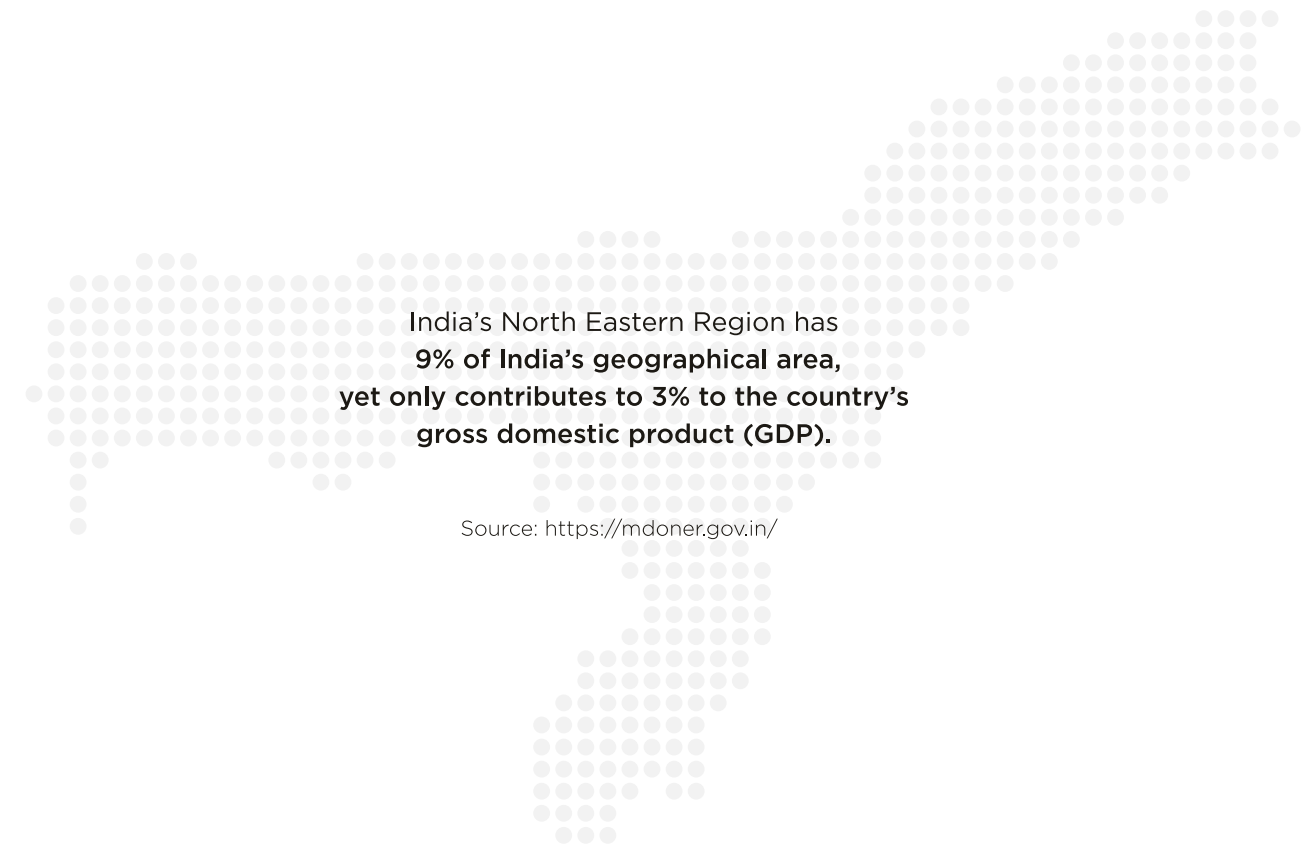 India’s North Eastern Region has
9% of India’s geographical area,
yet only contributes to 3% to the country’s
gross domestic product (GDP).
Source: https://mdoner.gov.in/